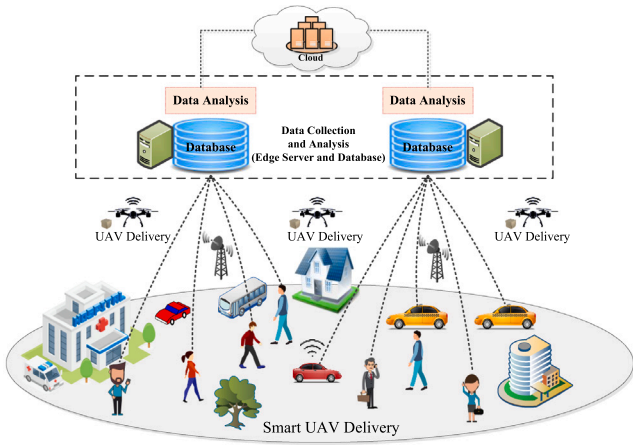 Cloud
Data Analysis
Data Analysis
Database
Data Collection
and Analysis
(Edge Server and Database)
Database
UAV Delivery
UAV Delivery
UAV Delivery
Smart UAV Delivery